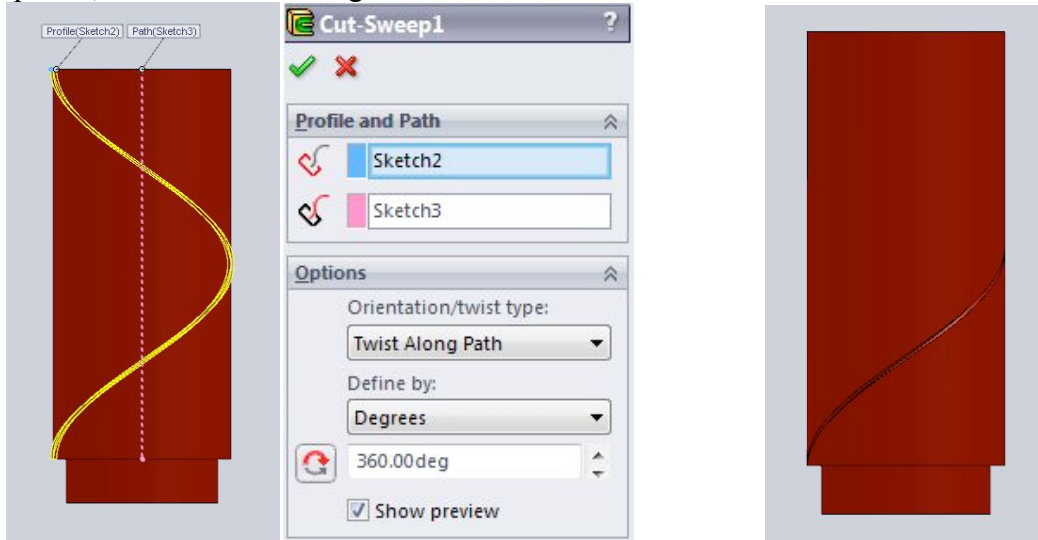 Profile(Sketch2) Path(Sketch3)
Cut-Sweep1 ?
Profile and Path
Sketch2
Sketch3
Options
Orientation/twist type:
Twist Along Path
Define by:
Degrees
360.00deg
Show preview